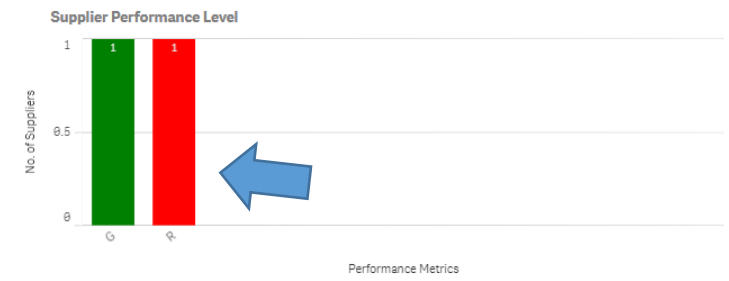 Supplier Performance Level
1
1
1
0.5
0
No. of Suppliers
G
R
Performance Metrics